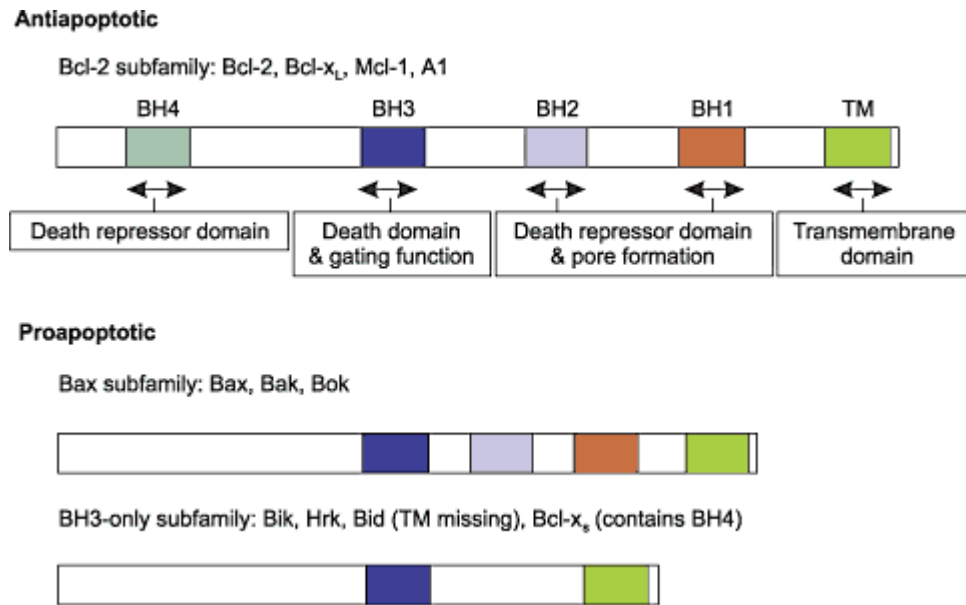 Antiapoptotic
Bcl-2 subfamily: Bcl-2, Bcl-xL, Mcl-1, A1
BH4 BH3 BH2 BH1 TM
Death repressor domain
Death domain
& gating function
Death repressor domain
& pore formation
Transmembrane
domain
Proapoptotic
Bax subfamily: Bax, Bak, Bok
BH3-only subfamily: Bik, Hrk, Bid (TM missing), Bcl-xs (contains BH4)